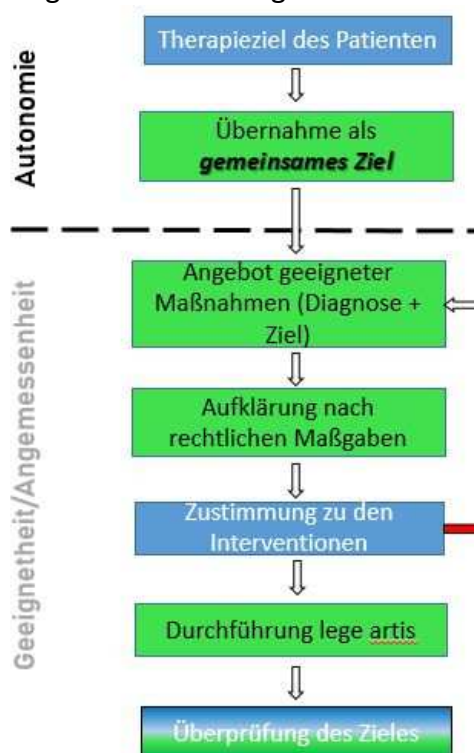 Autonomie
Therapieziel des Patienten
Übernahme als
gemeinsames Ziel
Geeignetheit/Angemessenheit
Angebot geeigneter
Maßnahmen (Diagnose +
Ziel)
Aufklärung nach
rechtlichen Maßgaben
Zustimmung zu den
Interventionen
Durchführung lege artis
Überprüfung des Zieles